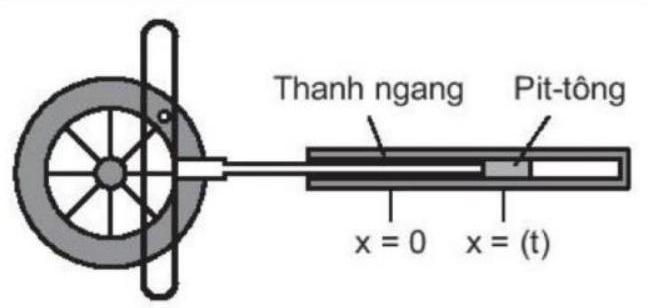 Thanh ngang Pit-tông
x = 0 x = (t)